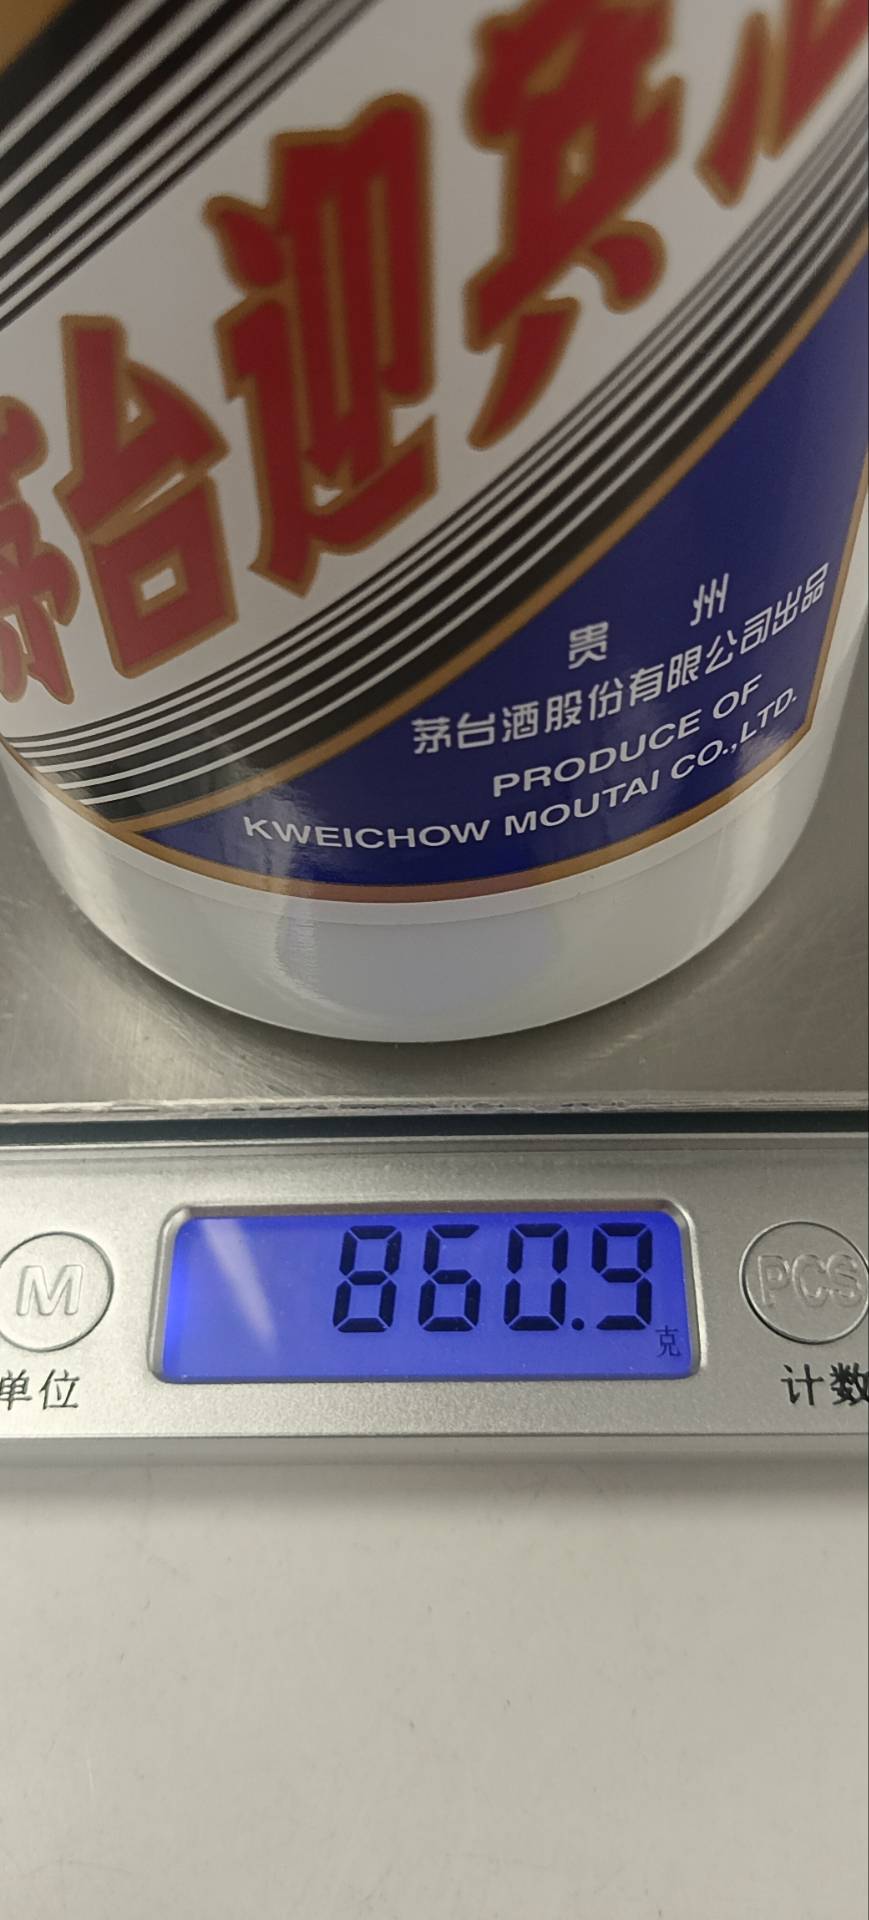 茅台迎宾
贵 州
茅台酒股份有限公司出品
PRODUCE OF
KWEICHOW MOUTAI CO.,LTD.
860.9
克
M
PCS
单位
计数